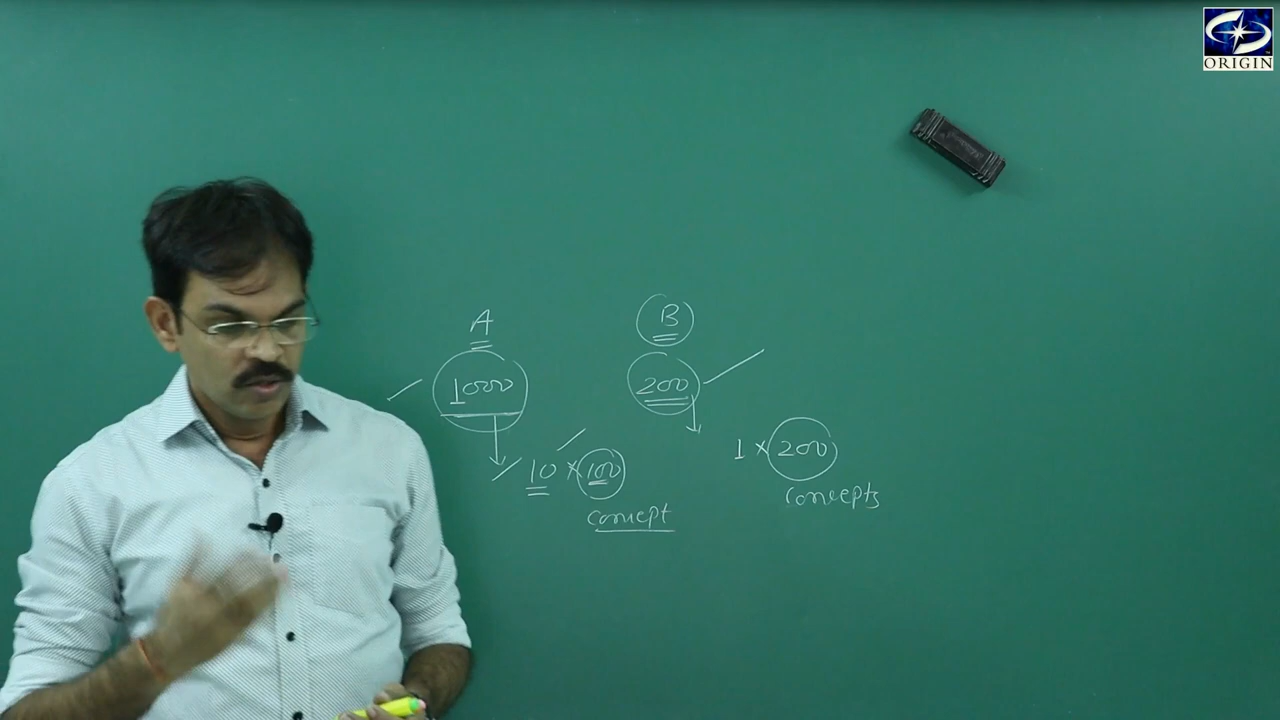 ORIGIN
A
B
1000
200
10 × 100
1 × 200
concept
concepts